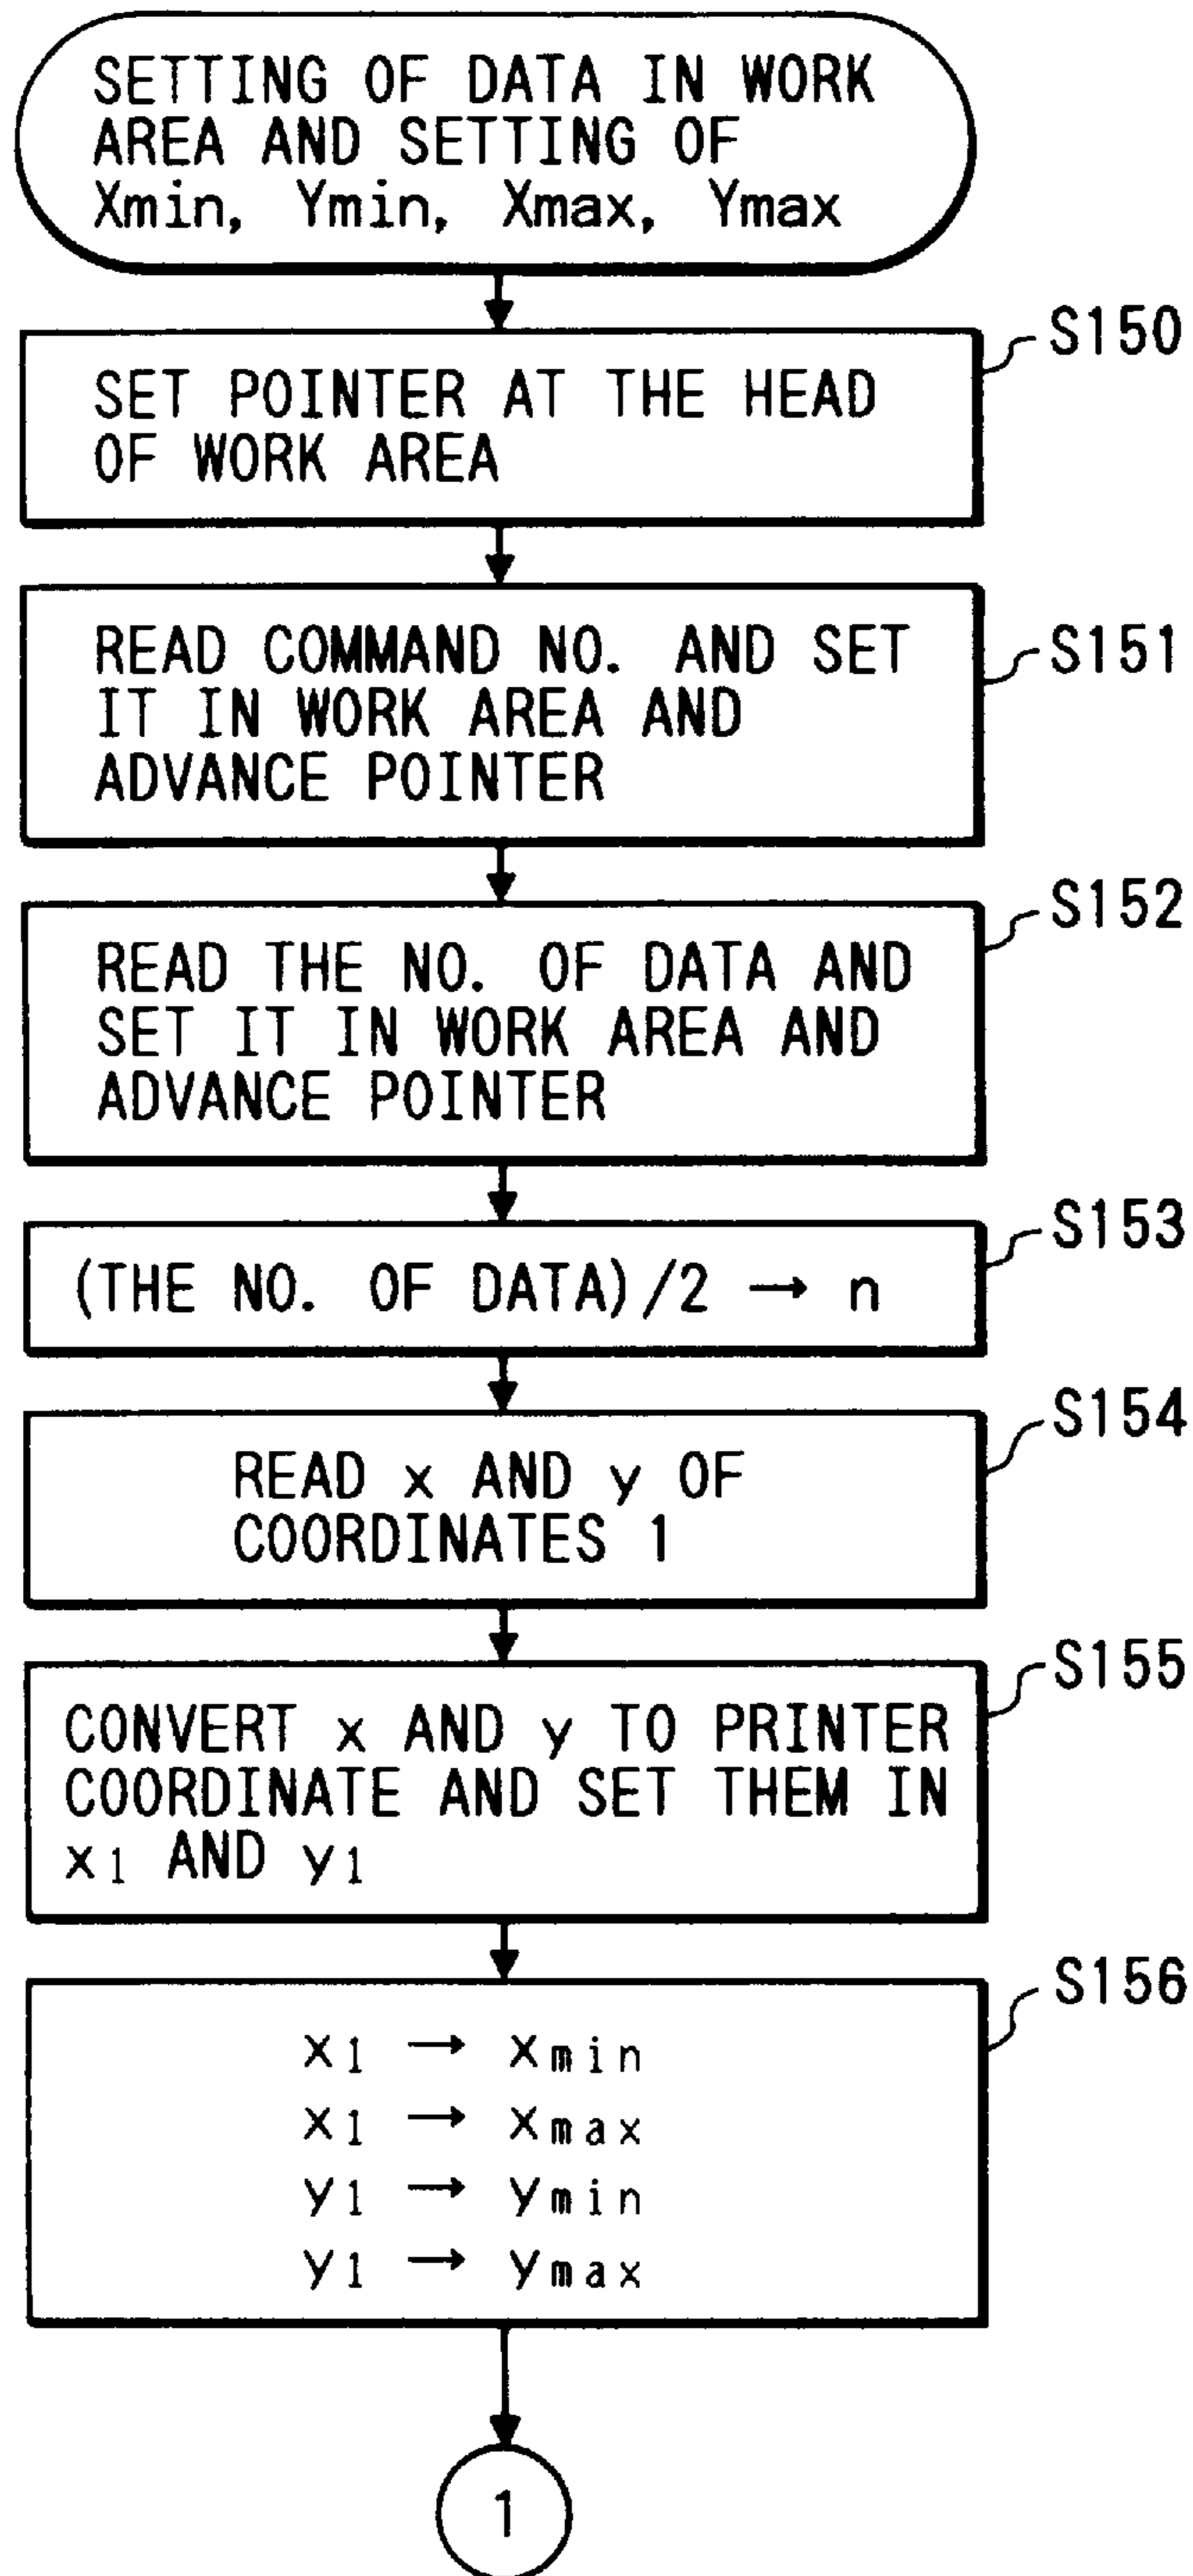 SETTING OF DATA IN WORK
AREA AND SETTING OF
Xmin, Ymin, Xmax, Ymax
S150
SET POINTER AT THE HEAD
OF WORK AREA
S151
READ COMMAND NO. AND SET
IT IN WORK AREA AND
ADVANCE POINTER
S152
READ THE NO. OF DATA AND
SET IT IN WORK AREA AND
ADVANCE POINTER
S153
(THE NO. OF DATA)/2 → n
S154
READ x AND y OF
COORDINATES 1
S155
CONVERT x AND y TO PRINTER
COORDINATE AND SET THEM IN
x1 AND y1
S156
x1 → xmin
x1 → xmax
y1 → ymin
y1 → ymax
1